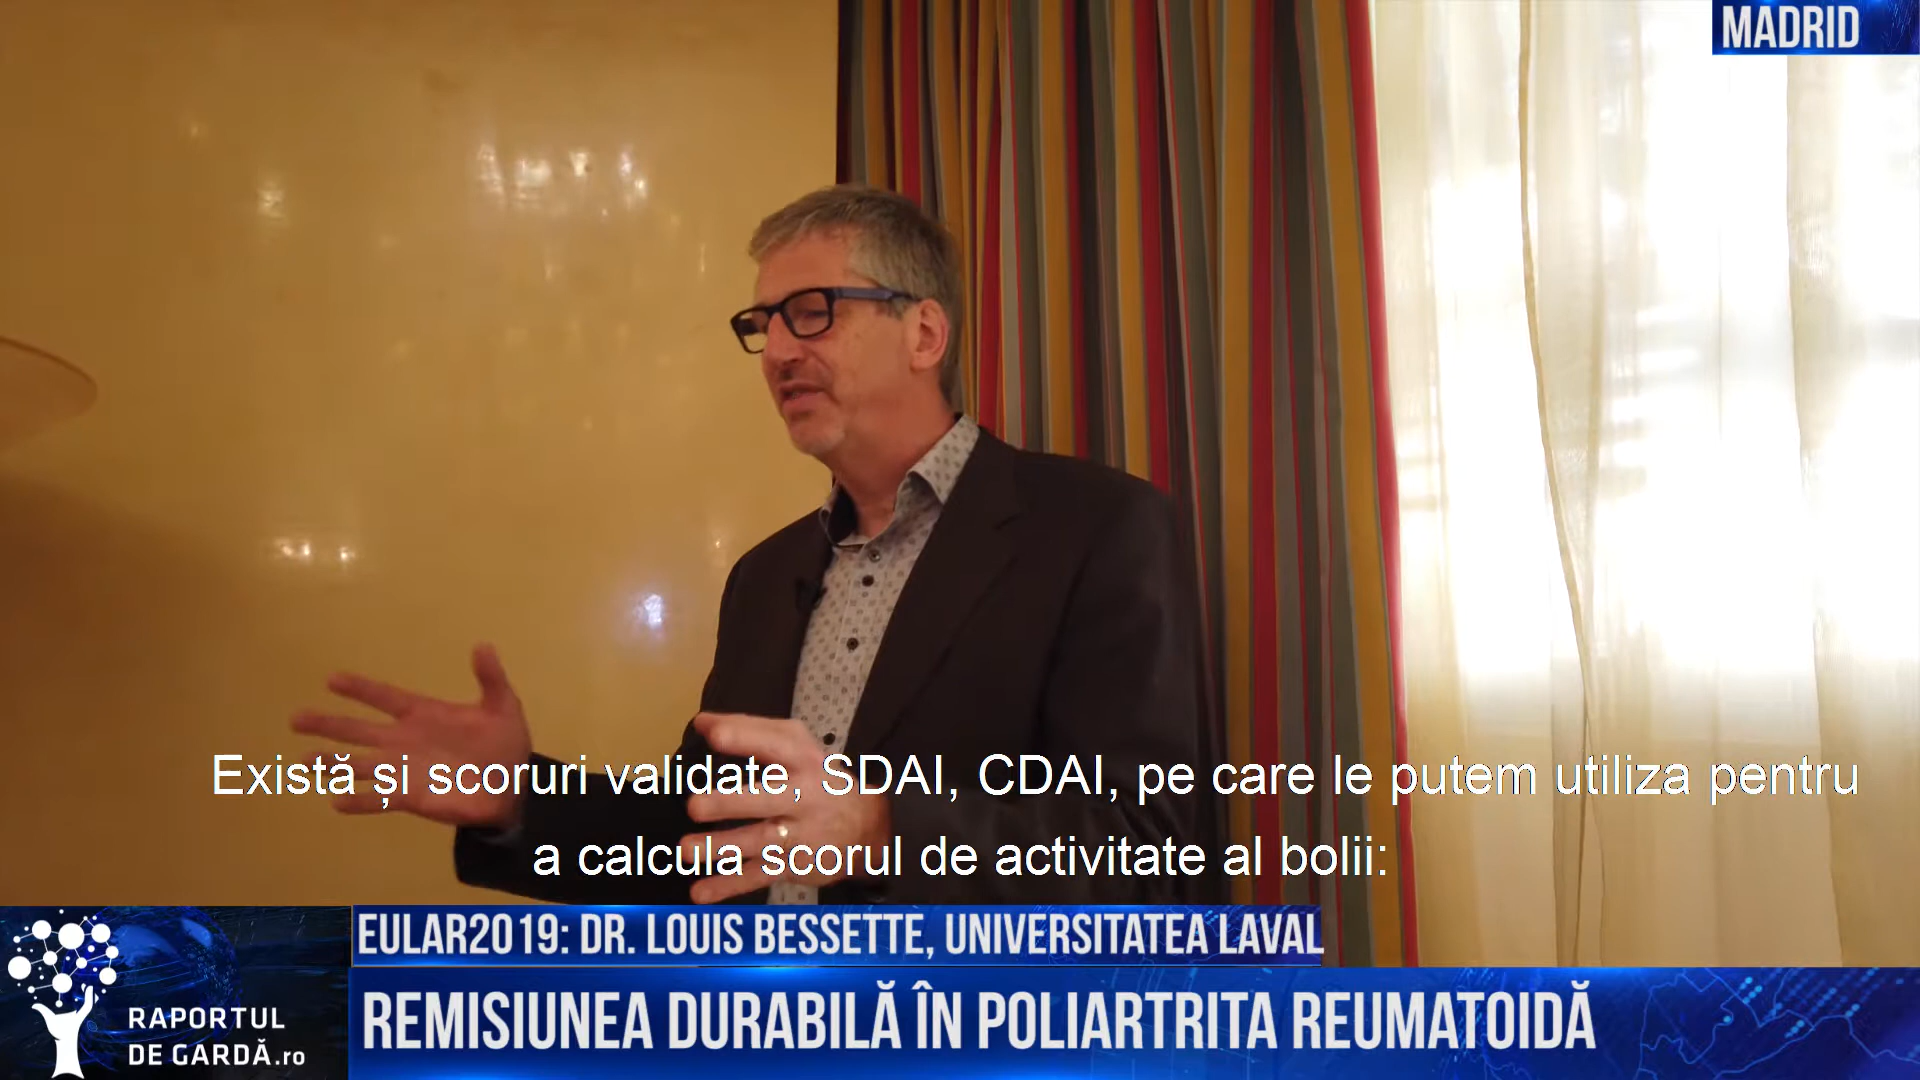 MADRID
Există și scoruri validate, SDAI, CDAI, pe care le putem utiliza pentru
a calcula scorul de activitate al bolii:
EULAR2019: DR. LOUIS BESSETTE, UNIVERSITATEA LAVAL
REMISIUNEA DURABILĂ ÎN POLIARTRITA REUMATOIDĂ
RAPORTUL
DE GARDĂ.ro